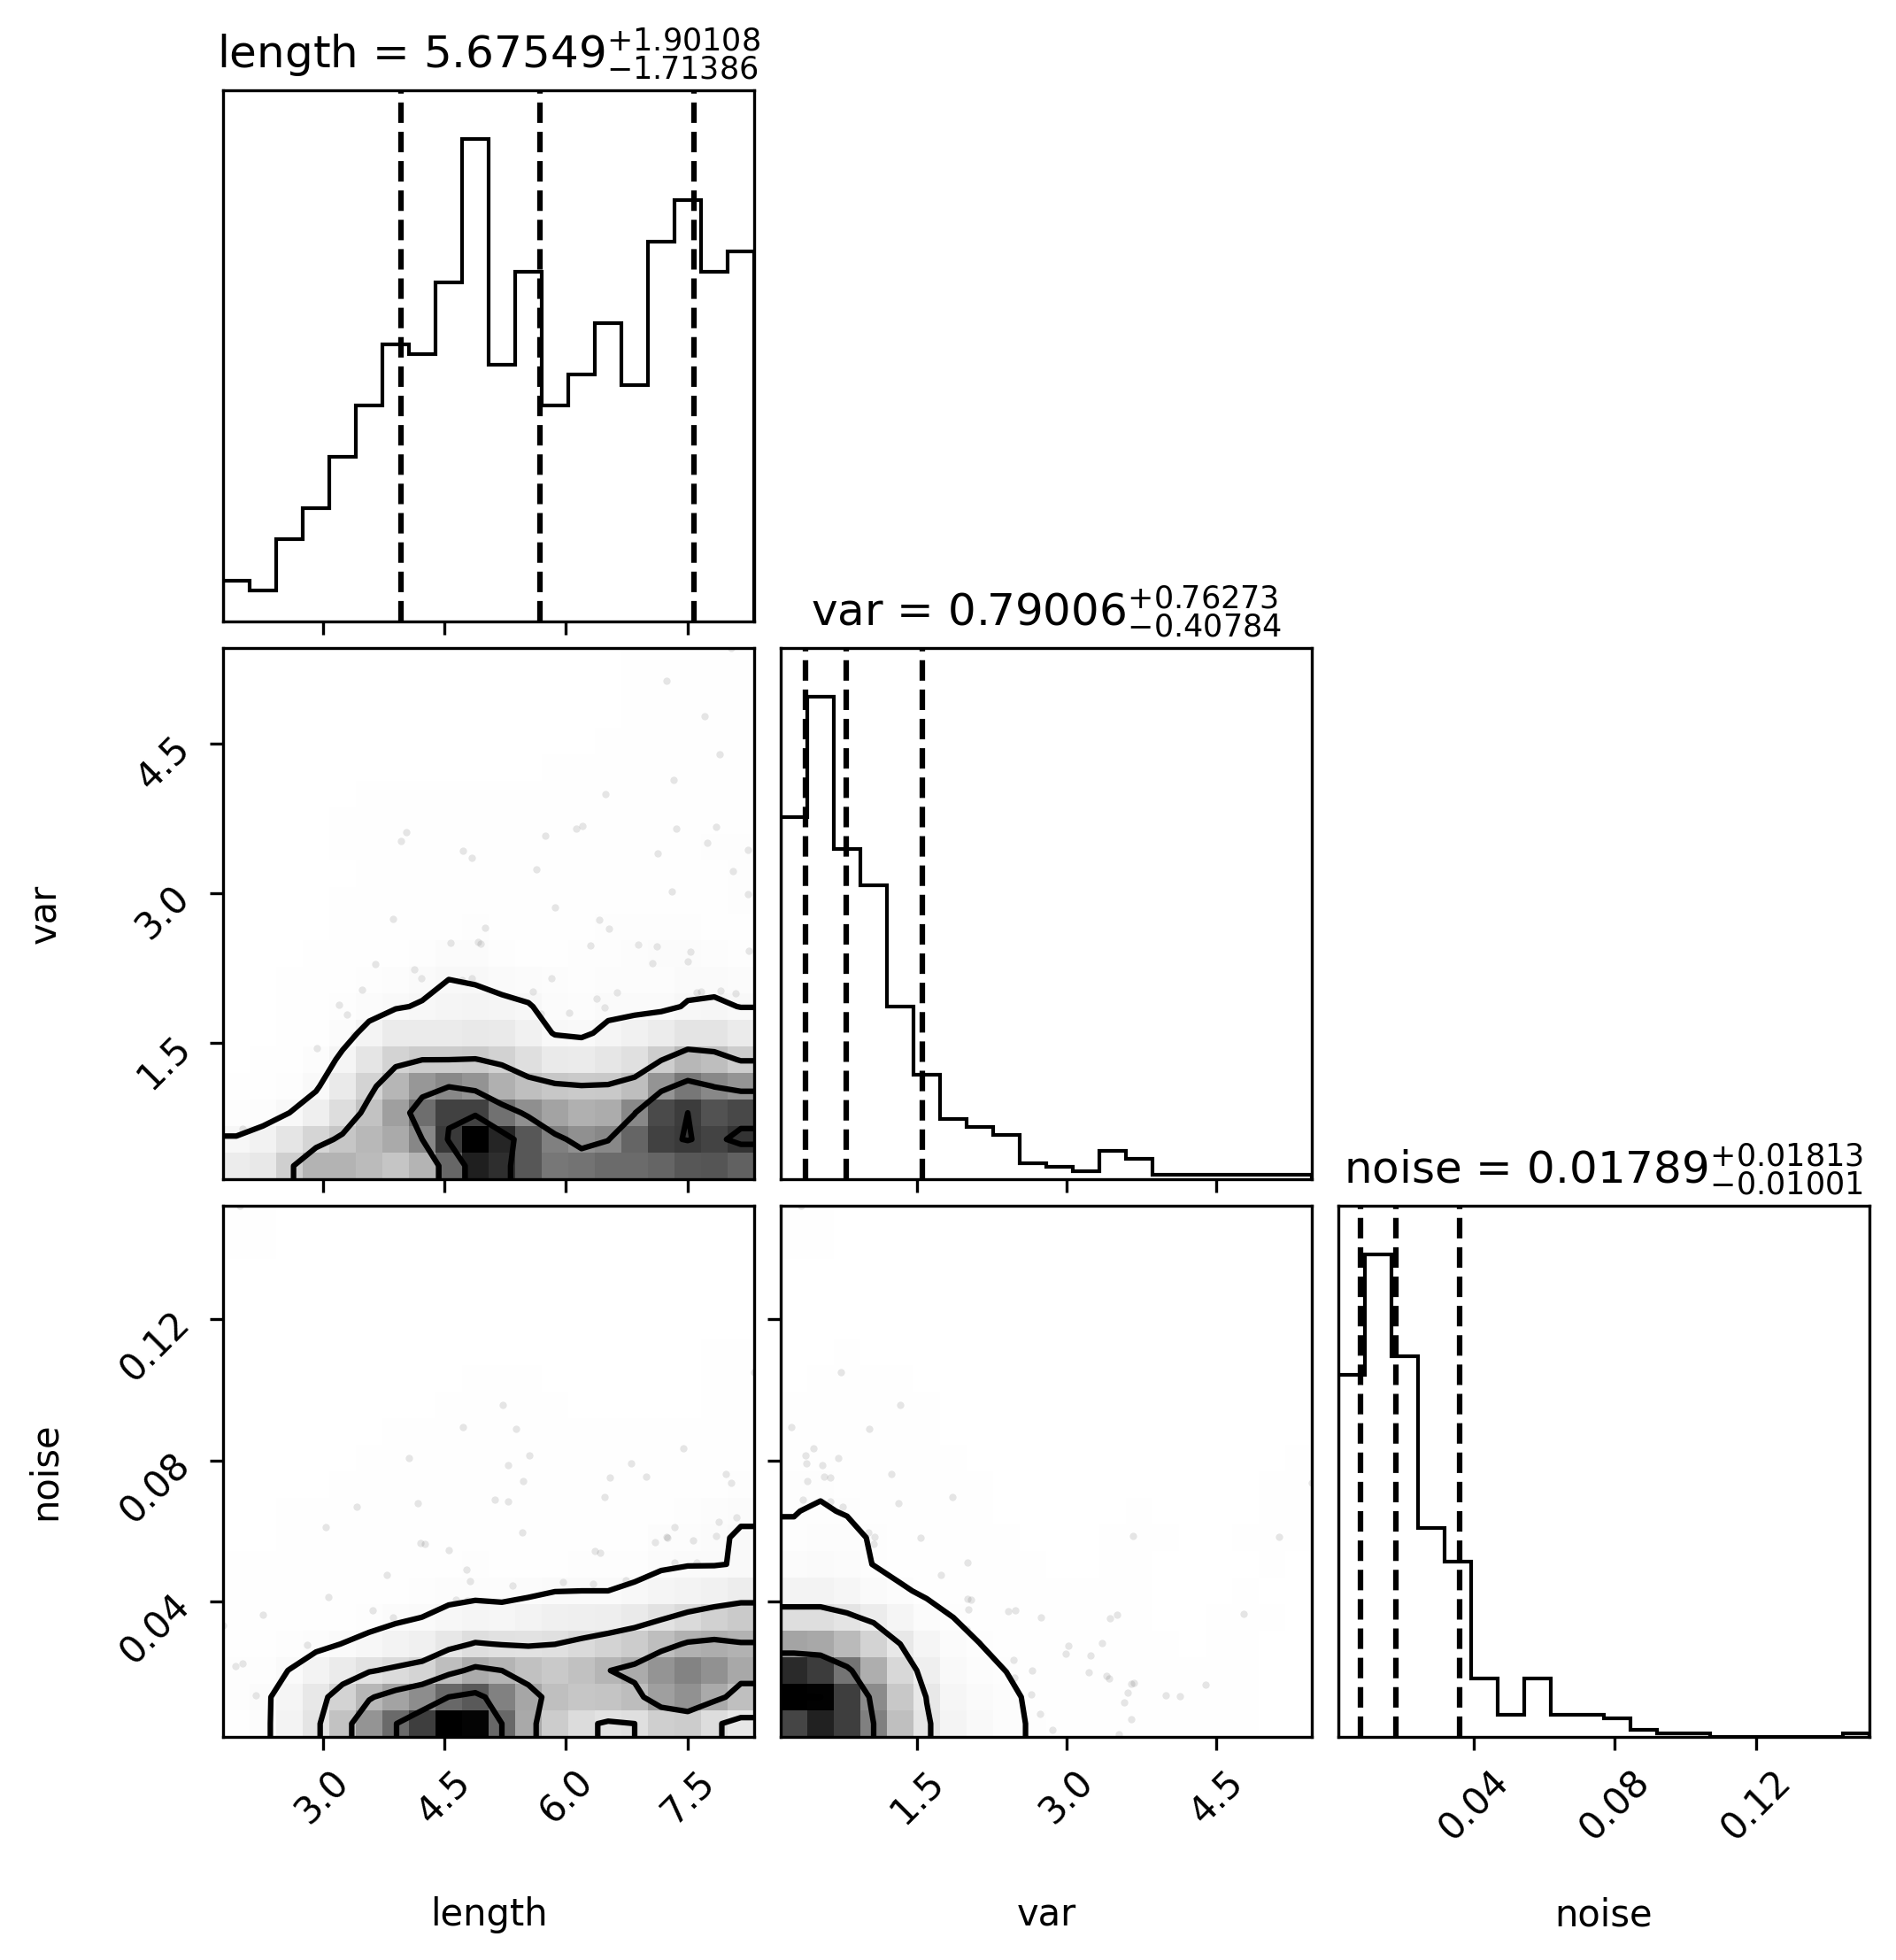 length = 5.67549 +1.90108 −1.71386
var = 0.79006 +0.76273 −0.40784
4.5
3.0
1.5
var
noise = 0.01789 +0.01813 −0.01001
0.12
0.08
0.04
noise
3.0 4.5 6.0 7.5 1.5 3.0 4.5 0.04 0.08 0.12
length var noise